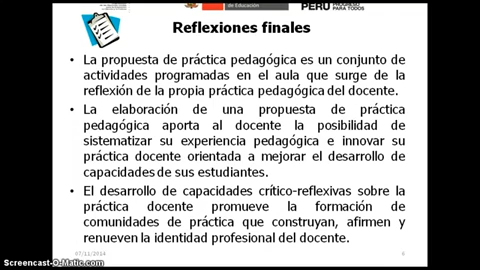 de Educación
PERÚ PROGRESO PARA TODOS
Reflexiones finales
• La propuesta de práctica pedagógica es un conjunto de
actividades programadas en el aula que surge de la
reflexión de la propia práctica pedagógica del docente.
• La elaboración de una propuesta de práctica
pedagógica aporta al docente la posibilidad de
sistematizar su experiencia pedagógica e innovar su
práctica docente orientada a mejorar el desarrollo de
capacidades de sus estudiantes.
• El desarrollo de capacidades crítico-reflexivas sobre la
práctica docente promueve la formación de
comunidades de práctica que construyan, afirmen y
renueven la identidad profesional del docente.
07/11/2014 6
Screencast-O-Matic.com